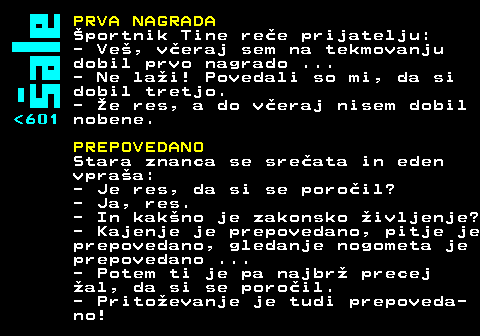 šale
<601
PRVA NAGRADA
Športnik Tine reče prijatelju:
- Veš, včeraj sem na tekmovanju
dobil prvo nagrado ...
- Ne laži! Povedali so mi, da si
dobil tretjo.
- Že res, a do včeraj nisem dobil
nobene.
PREPOVEDANO
Stara znanca se srečata in eden
vpraša:
- Je res, da si se poročil?
- Ja, res.
- In kakšno je zakonsko življenje?
- Kajenje je prepovedano, pitje je
prepovedano, gledanje nogometa je
prepovedano ...
- Potem ti je pa najbrž precej
žal, da si se poročil.
- Pritoževanje je tudi prepoveda-
no!